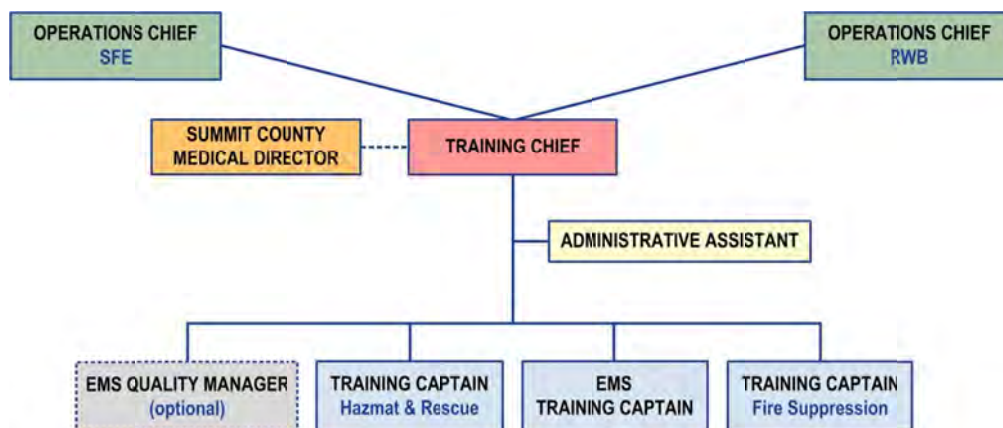 OPERATIONS CHIEF
SFE
OPERATIONS CHIEF
RWB
SUMMIT COUNTY
MEDICAL DIRECTOR
TRAINING CHIEF
ADMINISTRATIVE ASSISTANT
EMS QUALITY MANAGER
(optional)
TRAINING CAPTAIN
Hazmat & Rescue
EMS
TRAINING CAPTAIN
TRAINING CAPTAIN
Fire Suppression